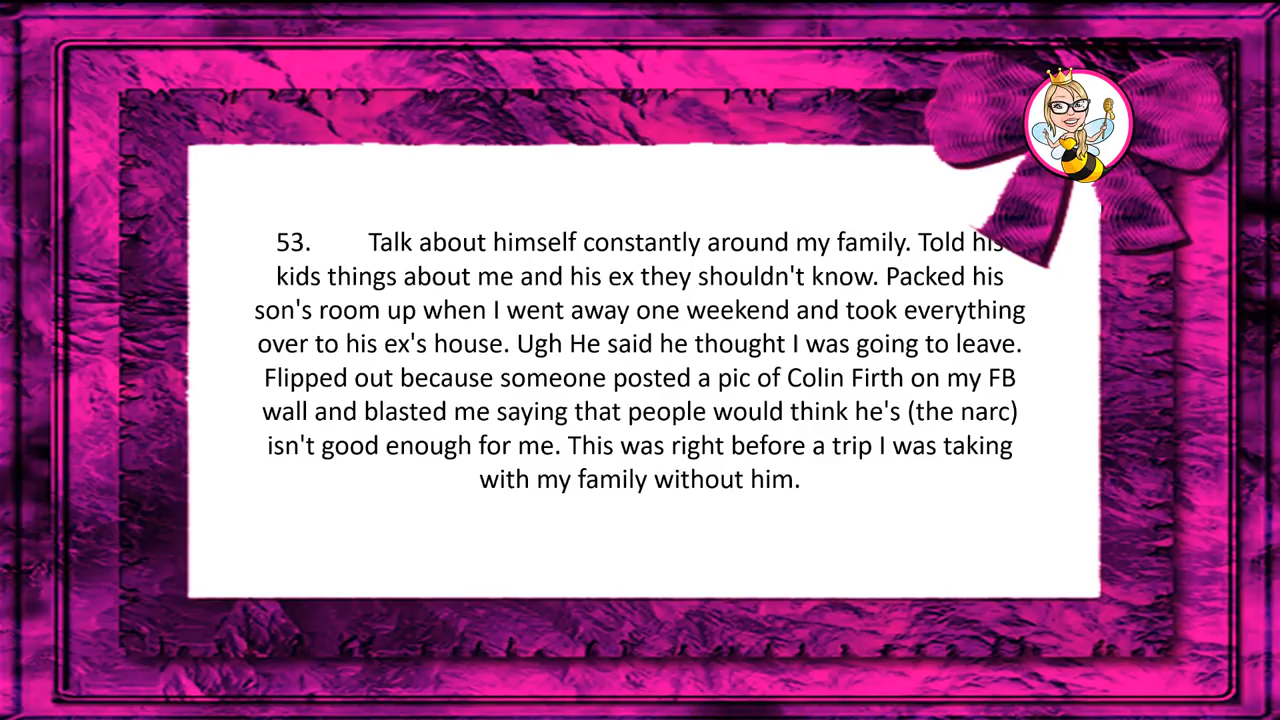 53. Talk about himself constantly around my family. Told his
kids things about me and his ex they shouldn't know. Packed his
son's room up when I went away one weekend and took everything
over to his ex's house. Ugh He said he thought I was going to leave.
Flipped out because someone posted a pic of Colin Firth on my FB
wall and blasted me saying that people would think he's (the narc)
isn't good enough for me. This was right before a trip I was taking
with my family without him.